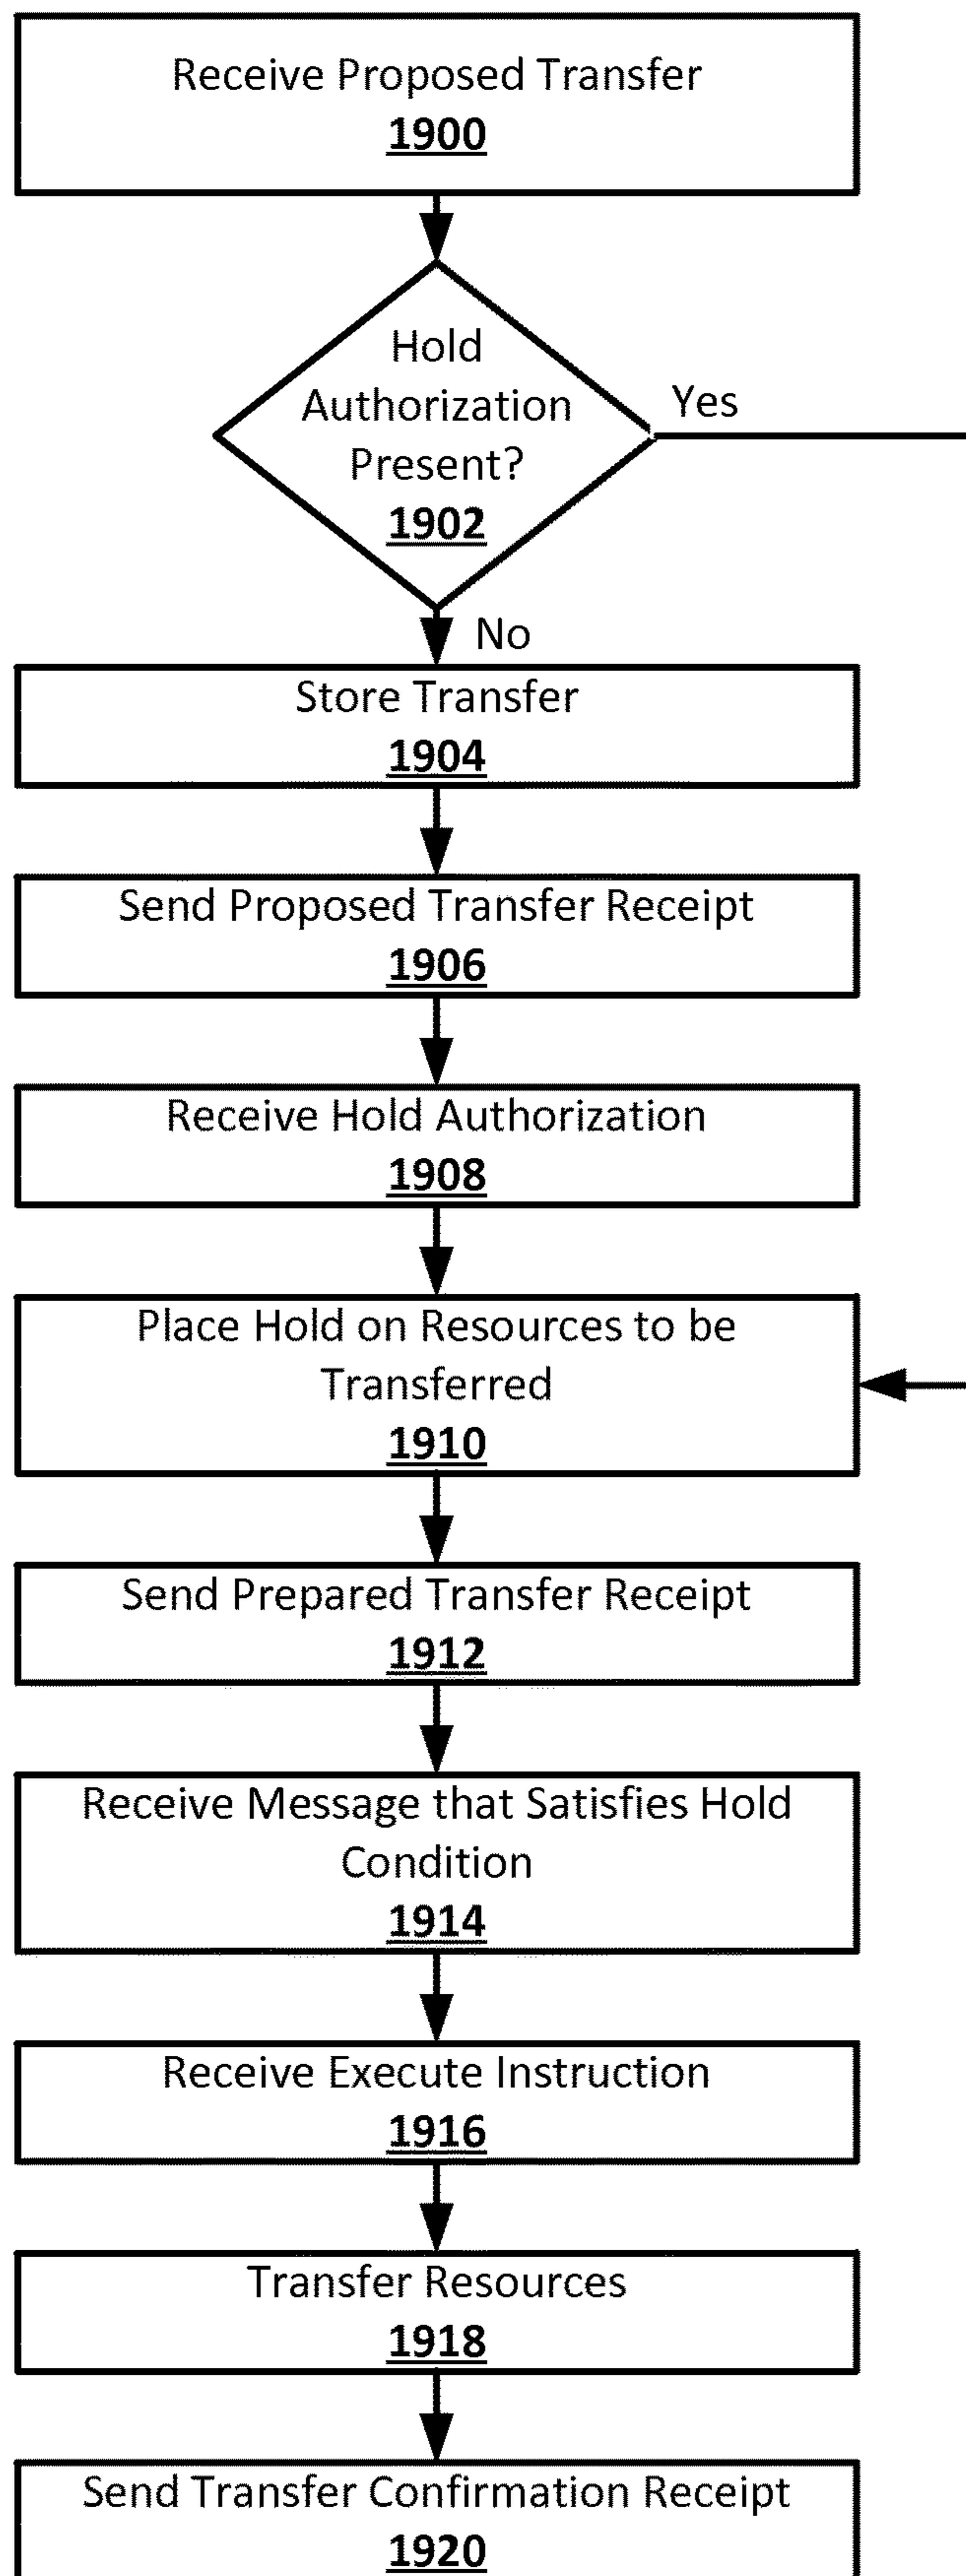 Receive Proposed Transfer
1900
Hold
Authorization
Present?
1902
Yes
No
Store Transfer
1904
Send Proposed Transfer Receipt
1906
Receive Hold Authorization
1908
Place Hold on Resources to be
Transferred
1910
Send Prepared Transfer Receipt
1912
Receive Message that Satisfies Hold
Condition
1914
Receive Execute Instruction
1916
Transfer Resources
1918
Send Transfer Confirmation Receipt
1920